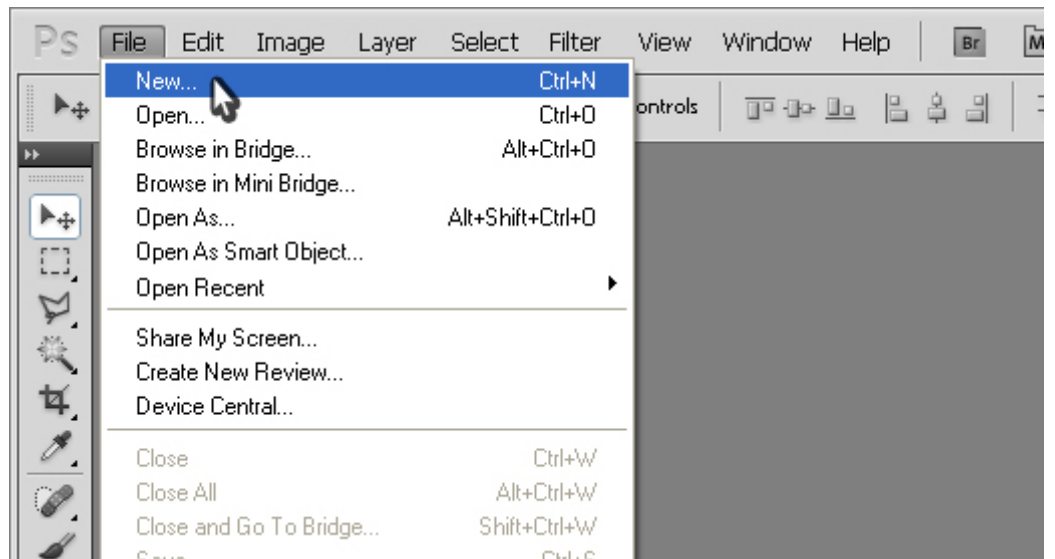 Ps File Edit Image Layer Select Filter View Window Help Br M
New... Ctrl+N
ontrols
Open... Ctrl+O
Browse in Bridge... Alt+Ctrl+O
Browse in Mini Bridge...
Open As... Alt+Shift+Ctrl+O
Open As Smart Object...
Open Recent
Share My Screen...
Create New Review...
Device Central...
Close Ctrl+W
Close All Alt+Ctrl+W
Close and Go To Bridge... Shift+Ctrl+W
Save Ctrl+S